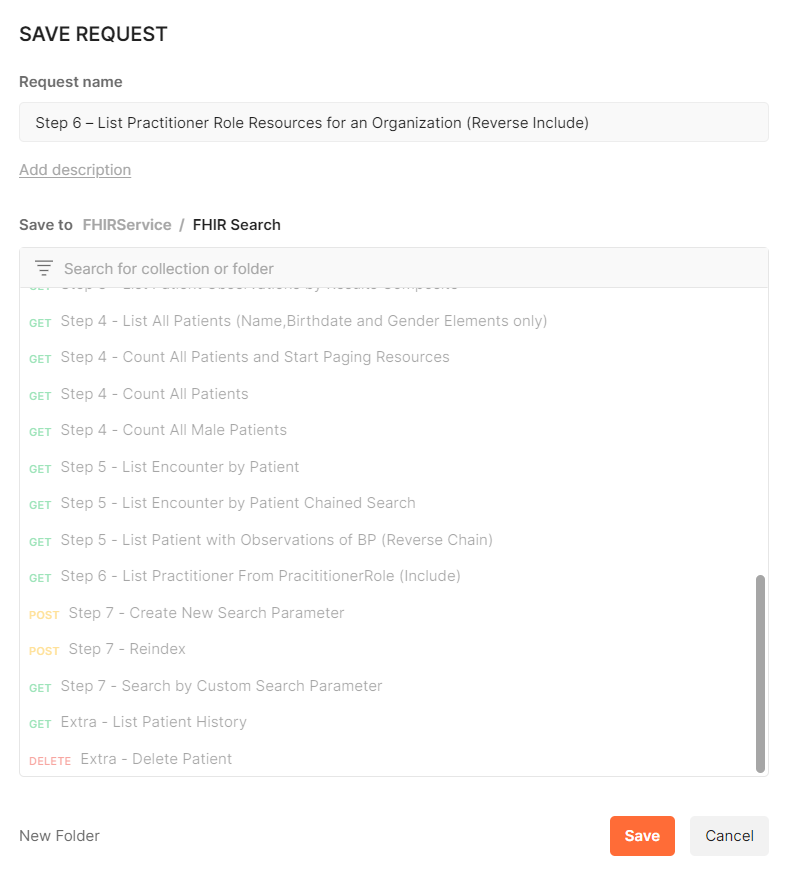 SAVE REQUEST
Request name
Step 6 – List Practitioner Role Resources for an Organization (Reverse Include)
Add description
Save to FHIRService / FHIR Search
Search for collection or folder
GET Step 4 - List All Patients (Name,Birthdate and Gender Elements only)
GET Step 4 - Count All Patients and Start Paging Resources
GET Step 4 - Count All Patients
GET Step 4 - Count All Male Patients
GET Step 5 - List Encounter by Patient
GET Step 5 - List Encounter by Patient Chained Search
GET Step 5 - List Patient with Observations of BP (Reverse Chain)
GET Step 6 - List Practitioner From PracititionerRole (Include)
POST Step 7 - Create New Search Parameter
POST Step 7 - Reindex
GET Step 7 - Search by Custom Search Parameter
GET Extra - List Patient History
DELETE Extra - Delete Patient
New Folder Save Cancel